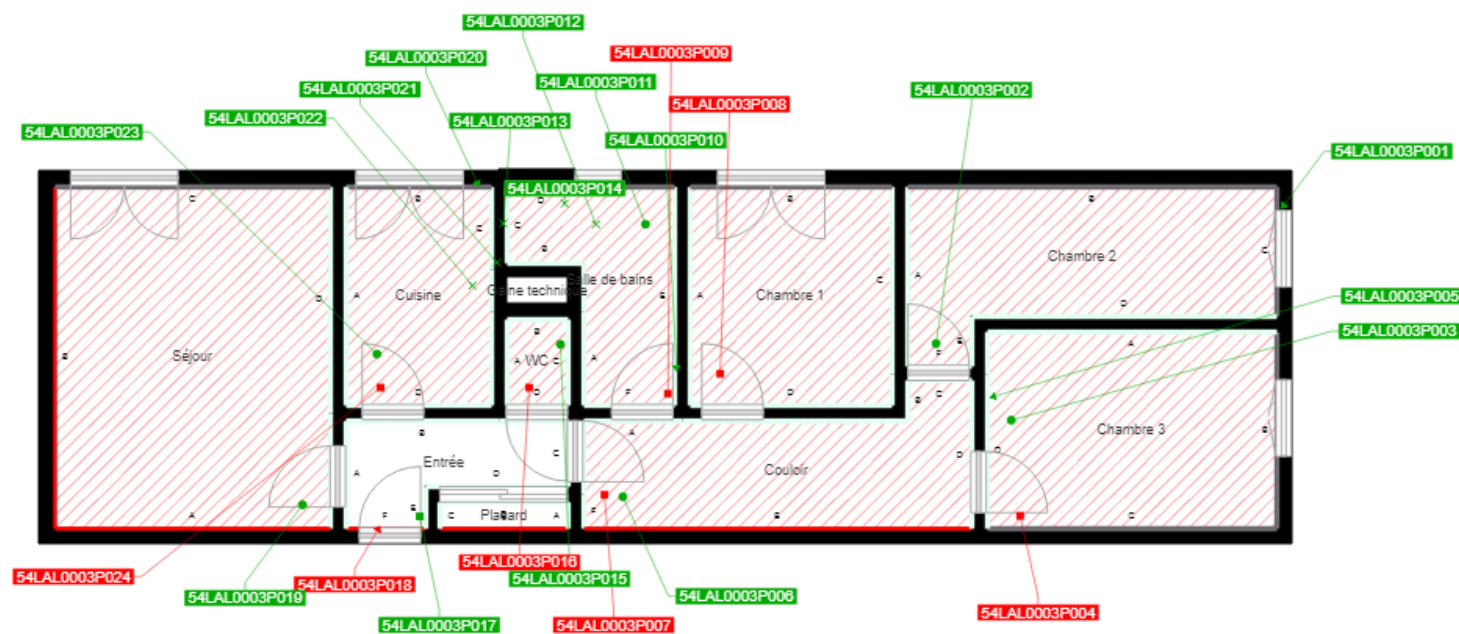 54LAL0003P012
54LAL0003P020
54LAL0003P009
54LAL0003P011
54LAL0003P021
54LAL0003P002
54LAL0003P008
54LAL0003P022
54LAL0003P013
54LAL0003P023
54LAL0003P010
54LAL0003P001
54LAL0003P014
C
B
D
B
B
C
E
C
B
C
A
Chambre 2
D
A
Cuisine
Gaine technique
Salle de bains
E
A
Chambre 1
C
D
54LAL0003P005
54LAL0003P003
B
Séjour
B
A
WC
C
A
F
A
D
D
F
D
B
C
Chambre 3
B
B
A
D
A
Entrée
D
C
Couloir
D
A
F
C
Placard
A
F
B
C
54LAL0003P016
54LAL0003P024
54LAL0003P018
54LAL0003P015
54LAL0003P019
54LAL0003P006
54LAL0003P004
54LAL0003P017
54LAL0003P007